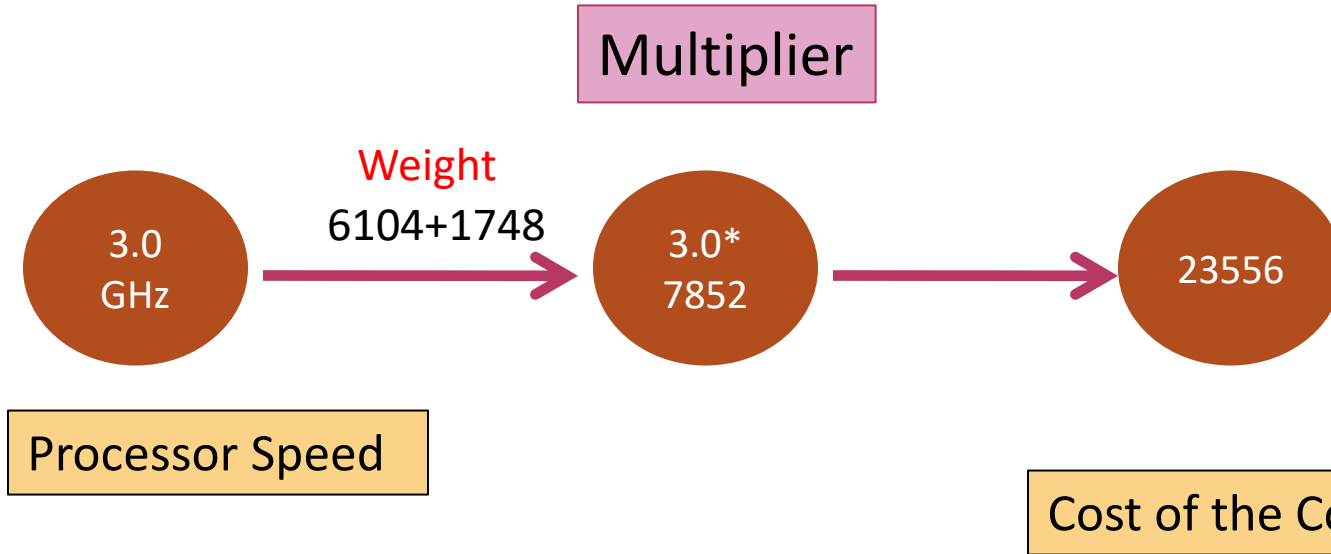 Multiplier
Weight
6104+1748
3.0
GHz
3.0*
7852
23556
Processor Speed
Cost of the